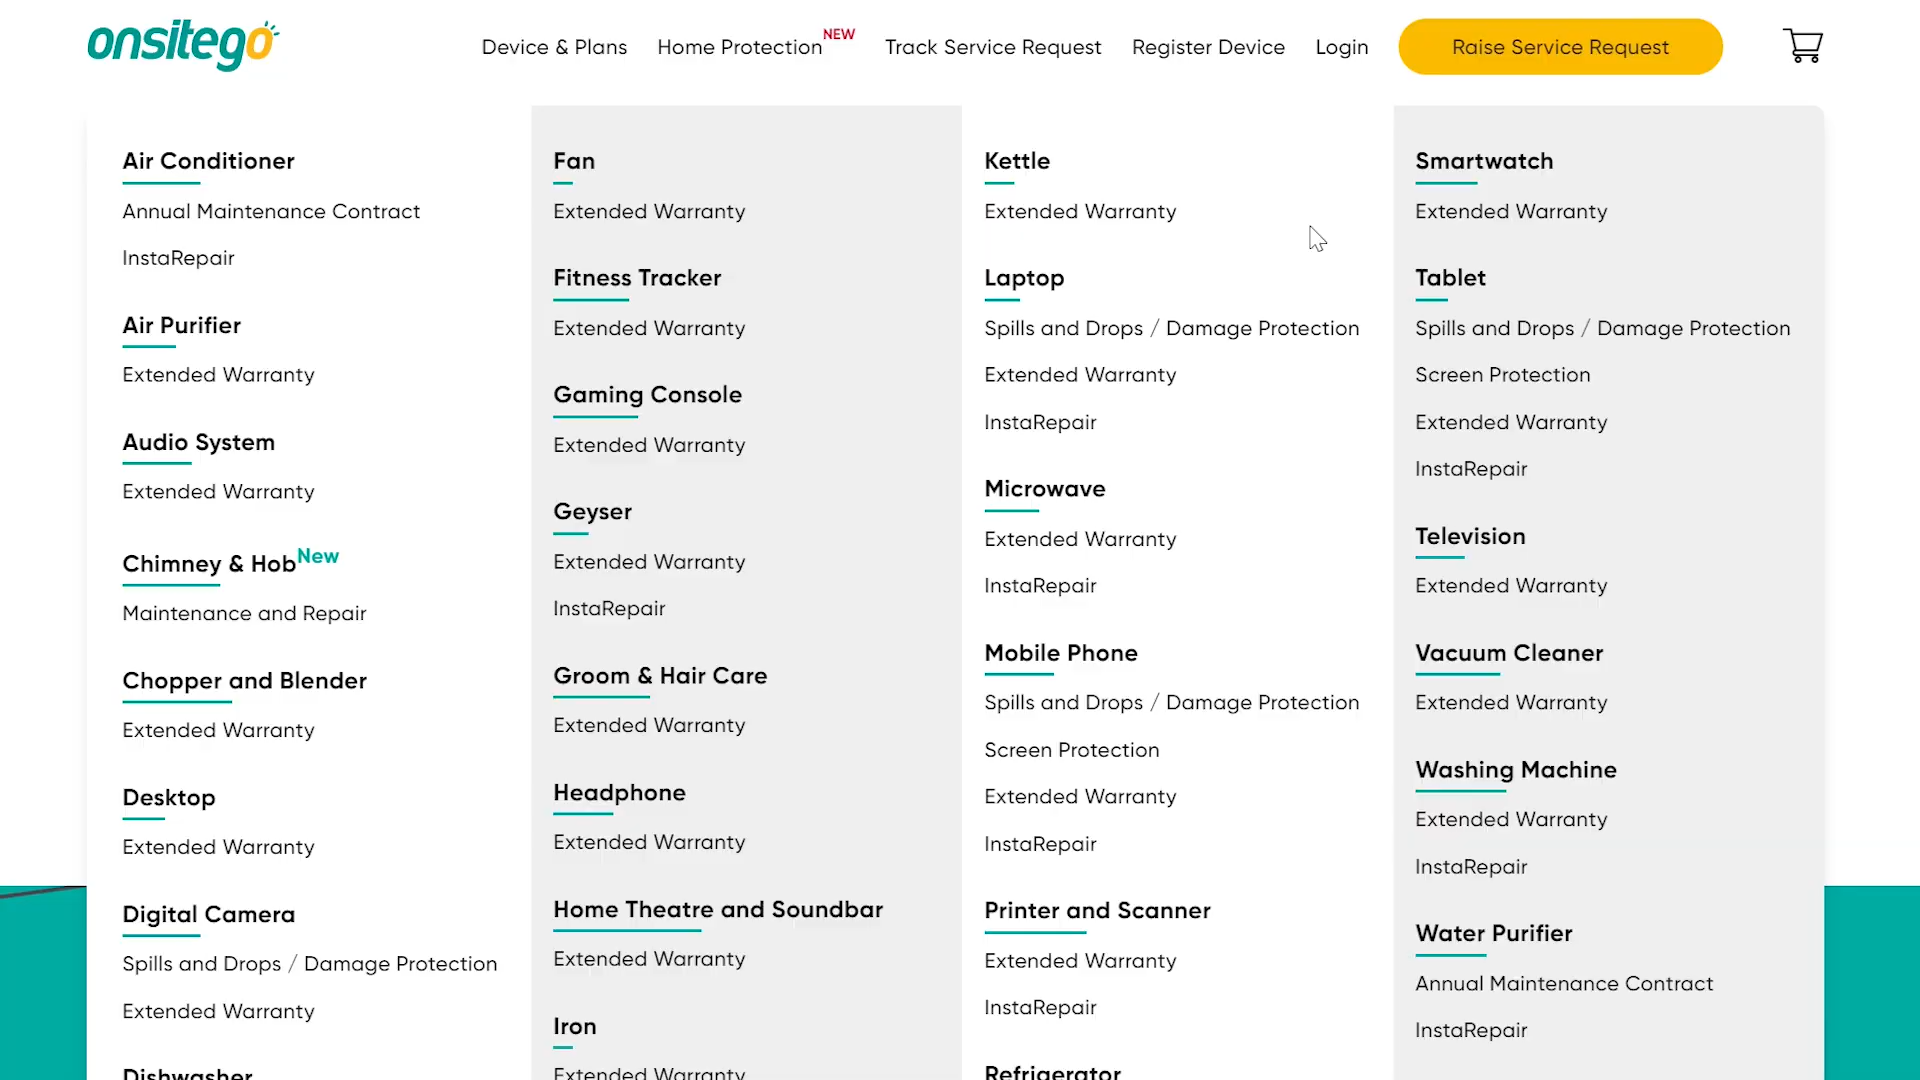 onsitego
Device & Plans
Home Protection NEW
Track Service Request
Register Device
Login
Raise Service Request
Air Conditioner
Annual Maintenance Contract
InstaRepair
Air Purifier
Extended Warranty
Audio System
Extended Warranty
Chimney & Hob New
Maintenance and Repair
Chopper and Blender
Extended Warranty
Desktop
Extended Warranty
Digital Camera
Spills and Drops / Damage Protection
Extended Warranty
Dishwasher
Fan
Extended Warranty
Fitness Tracker
Extended Warranty
Gaming Console
Extended Warranty
Geyser
Extended Warranty
InstaRepair
Groom & Hair Care
Extended Warranty
Headphone
Extended Warranty
Home Theatre and Soundbar
Extended Warranty
Iron
Extended Warranty
Kettle
Extended Warranty
Laptop
Spills and Drops / Damage Protection
Extended Warranty
InstaRepair
Microwave
Extended Warranty
InstaRepair
Mobile Phone
Spills and Drops / Damage Protection
Screen Protection
Extended Warranty
InstaRepair
Printer and Scanner
Extended Warranty
InstaRepair
Refrigerator
Smartwatch
Extended Warranty
Tablet
Spills and Drops / Damage Protection
Screen Protection
Extended Warranty
InstaRepair
Television
Extended Warranty
Vacuum Cleaner
Extended Warranty
Washing Machine
Extended Warranty
InstaRepair
Water Purifier
Annual Maintenance Contract
InstaRepair